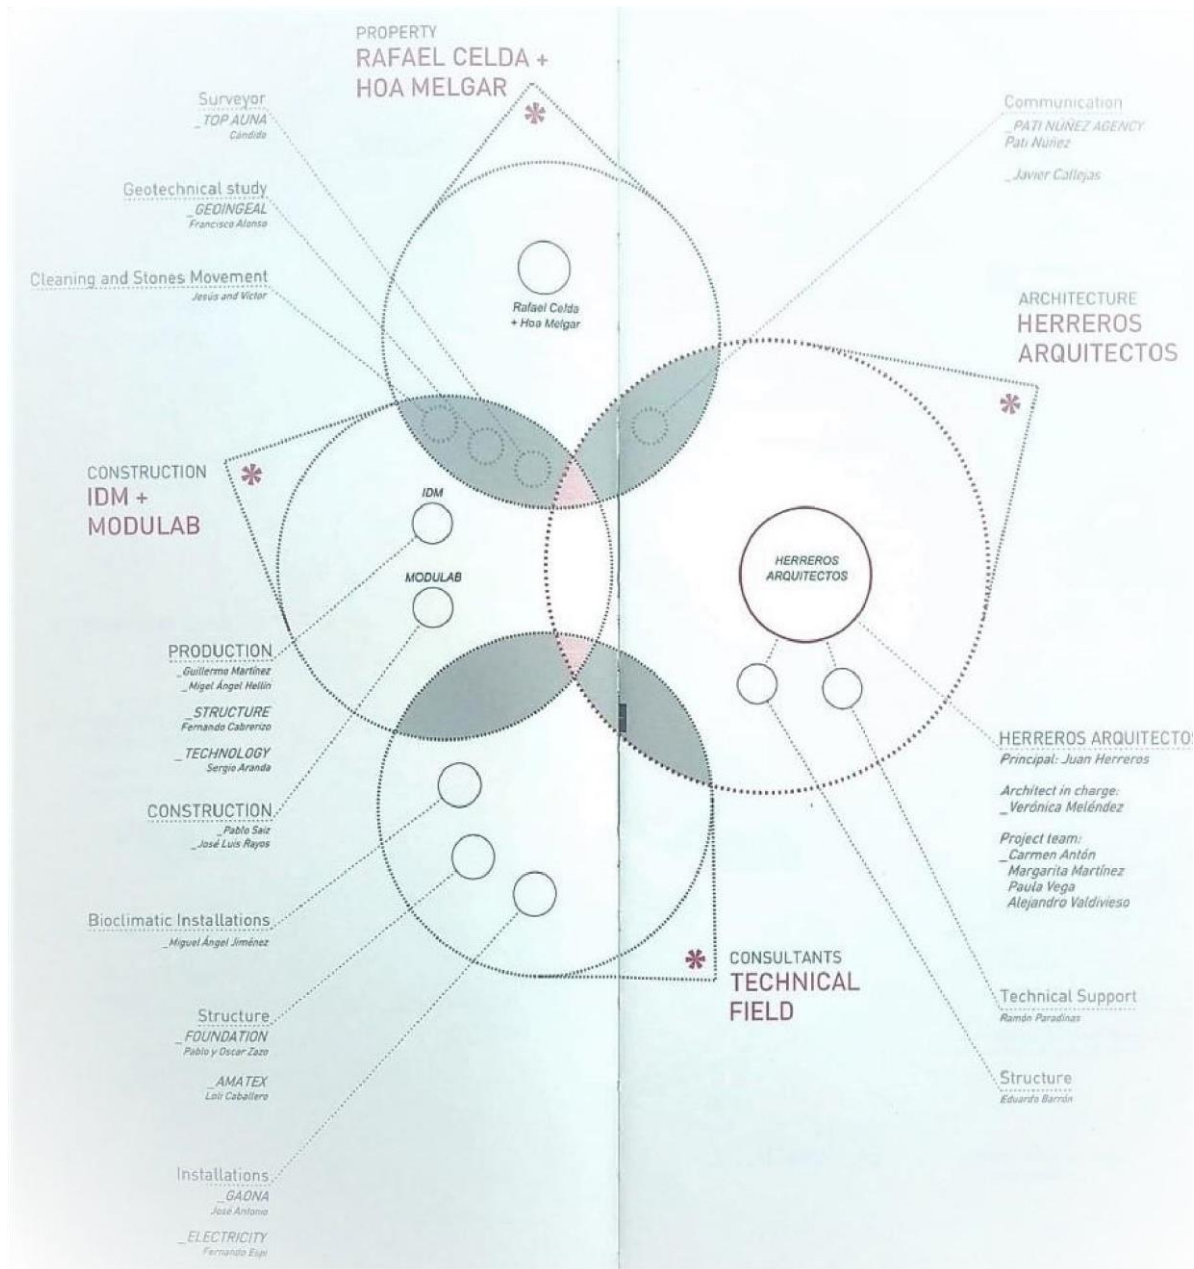 PROPERTY
RAFAEL CELDA +
HOA MELGAR
Surveyor
_TOP AUNA
Cándido
Geotechnical study
_GEOINGEAL
Francisco Alonso
Cleaning and Stones Movement
Jesús and Victor
Communication
_PATI NÚÑEZ AGENCY
Pati Núñez
_Javier Callejas
Rafael Celda
+ Hoa Melgar
ARCHITECTURE
HERREROS
ARQUITECTOS
CONSTRUCTION
IDM +
MODULAB
IDM
MODULAB
HERREROS
ARQUITECTOS
PRODUCTION
_Guillermo Martínez
_Migel Ángel Hellín
_STRUCTURE
Fernando Cabrerizo
_TECHNOLOGY
Sergio Aranda
CONSTRUCTION
_Pablo Saiz
_José Luis Rayos
Bioclimatic Installations
_Miguel Ángel Jiménez
Structure
_FOUNDATION
Pablo y Oscar Zazo
_AMATEX
Loli Caballero
Installations
_GAONA
José Antonio
_ELECTRICITY
Fernando Espí
CONSULTANTS
TECHNICAL
FIELD
HERREROS ARQUITECTOS
Principal: Juan Herreros
Architect in charge:
_Verónica Meléndez
Project team:
_Carmen Antón
Margarita Martínez
Paula Vega
Alejandro Valdivieso
Technical Support
Ramón Paradinas
Structure
Eduardo Barrón